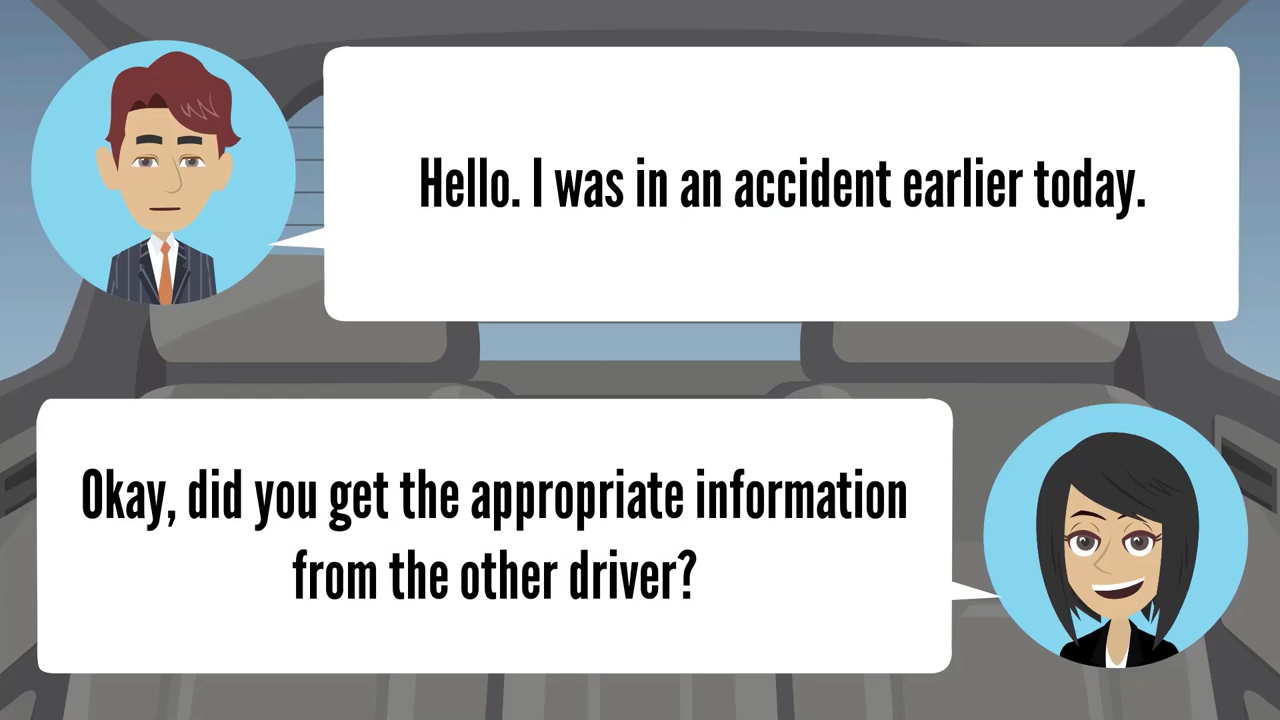 Hello. I was in an accident earlier today.
Okay, did you get the appropriate information
from the other driver?